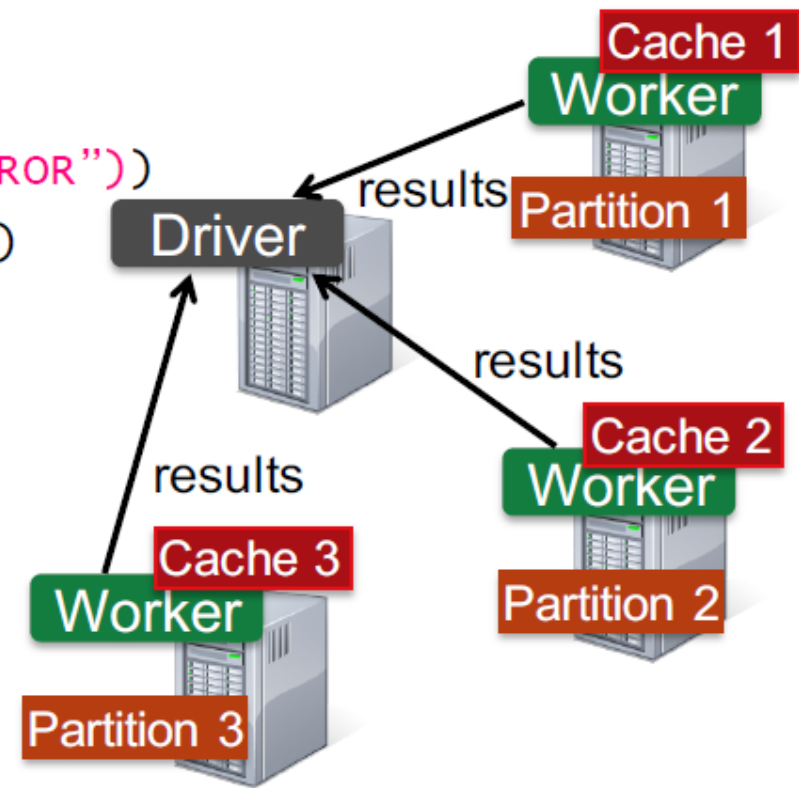 Cache 1
Worker
ROR”))
results
Partition 1
Driver
)
results
Cache 2
Worker
results
Cache 3
Partition 2
Worker
Partition 3